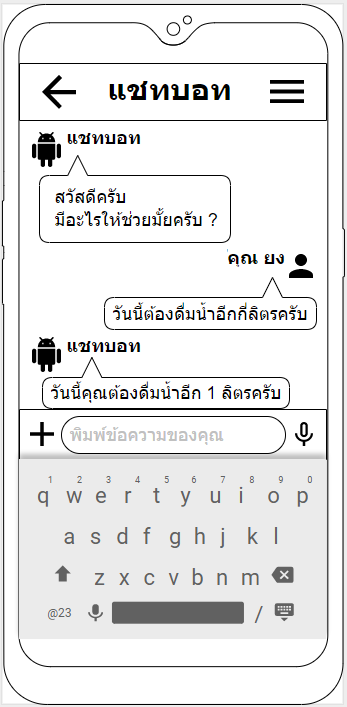 แชทบอท
แชทบอท
สวัสดีครับ
มีอะไรให้ช่วยมั้ยครับ ?
คุณ ยง
วันนี้ต้องดื่มน้ำอีกกี่ลิตรครับ
แชทบอท
วันนี้คุณต้องดื่มน้ำอีก 1 ลิตรครับ
พิมพ์ข้อความของคุณ
1 2 3 4 5 6 7 8 9 0
q w e r t y u i o p
a s d f g h j k l
z x c v b n m
@23 /